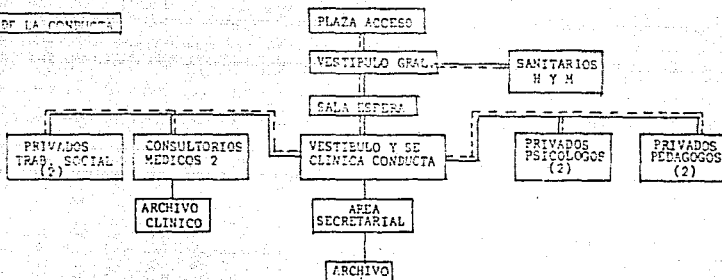 DE LA CONDUCTA
PLAZA ACCESO
VESTIPULO GRAL.
SANITARIOS
H Y M
SALA ESPERA
PRIVADOS
TRAB. SOCIAL
(2)
CONSULTORIOS
MEDICOS 2
VESTIBULO Y SE
CLINICA CONDUCTA
PRIVADOS
PSICOLOGOS
(2)
PRIVADOS
PEDAGOGOS
(2)
ARCHIVO
CLINICO
AREA
SECRETARIAL
ARCHIVO